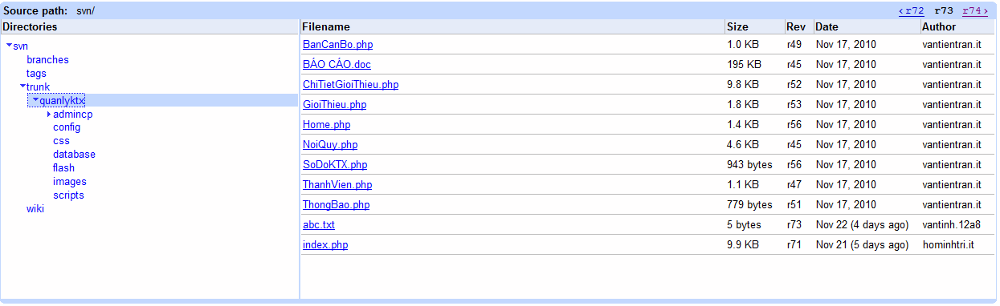 Source path: svn/ ‹r72 r73 r74›
Directories
svn
branches
tags
trunk
quanlyktx
admincp
config
css
database
flash
images
scripts
wiki
Filename Size Rev Date Author
BanCanBo.php 1.0 KB r49 Nov 17, 2010 vantientran.it
BÁO CÁO.doc 195 KB r45 Nov 17, 2010 vantientran.it
ChiTietGioiThieu.php 9.8 KB r52 Nov 17, 2010 vantientran.it
GioiThieu.php 1.8 KB r53 Nov 17, 2010 vantientran.it
Home.php 1.4 KB r56 Nov 17, 2010 vantientran.it
NoiQuy.php 4.6 KB r45 Nov 17, 2010 vantientran.it
SoDoKTX.php 943 bytes r56 Nov 17, 2010 vantientran.it
ThanhVien.php 1.1 KB r47 Nov 17, 2010 vantientran.it
ThongBao.php 779 bytes r51 Nov 17, 2010 vantientran.it
abc.txt 5 bytes r73 Nov 22 (4 days ago) vantinh.12a8
index.php 9.9 KB r71 Nov 21 (5 days ago) hominhtri.it